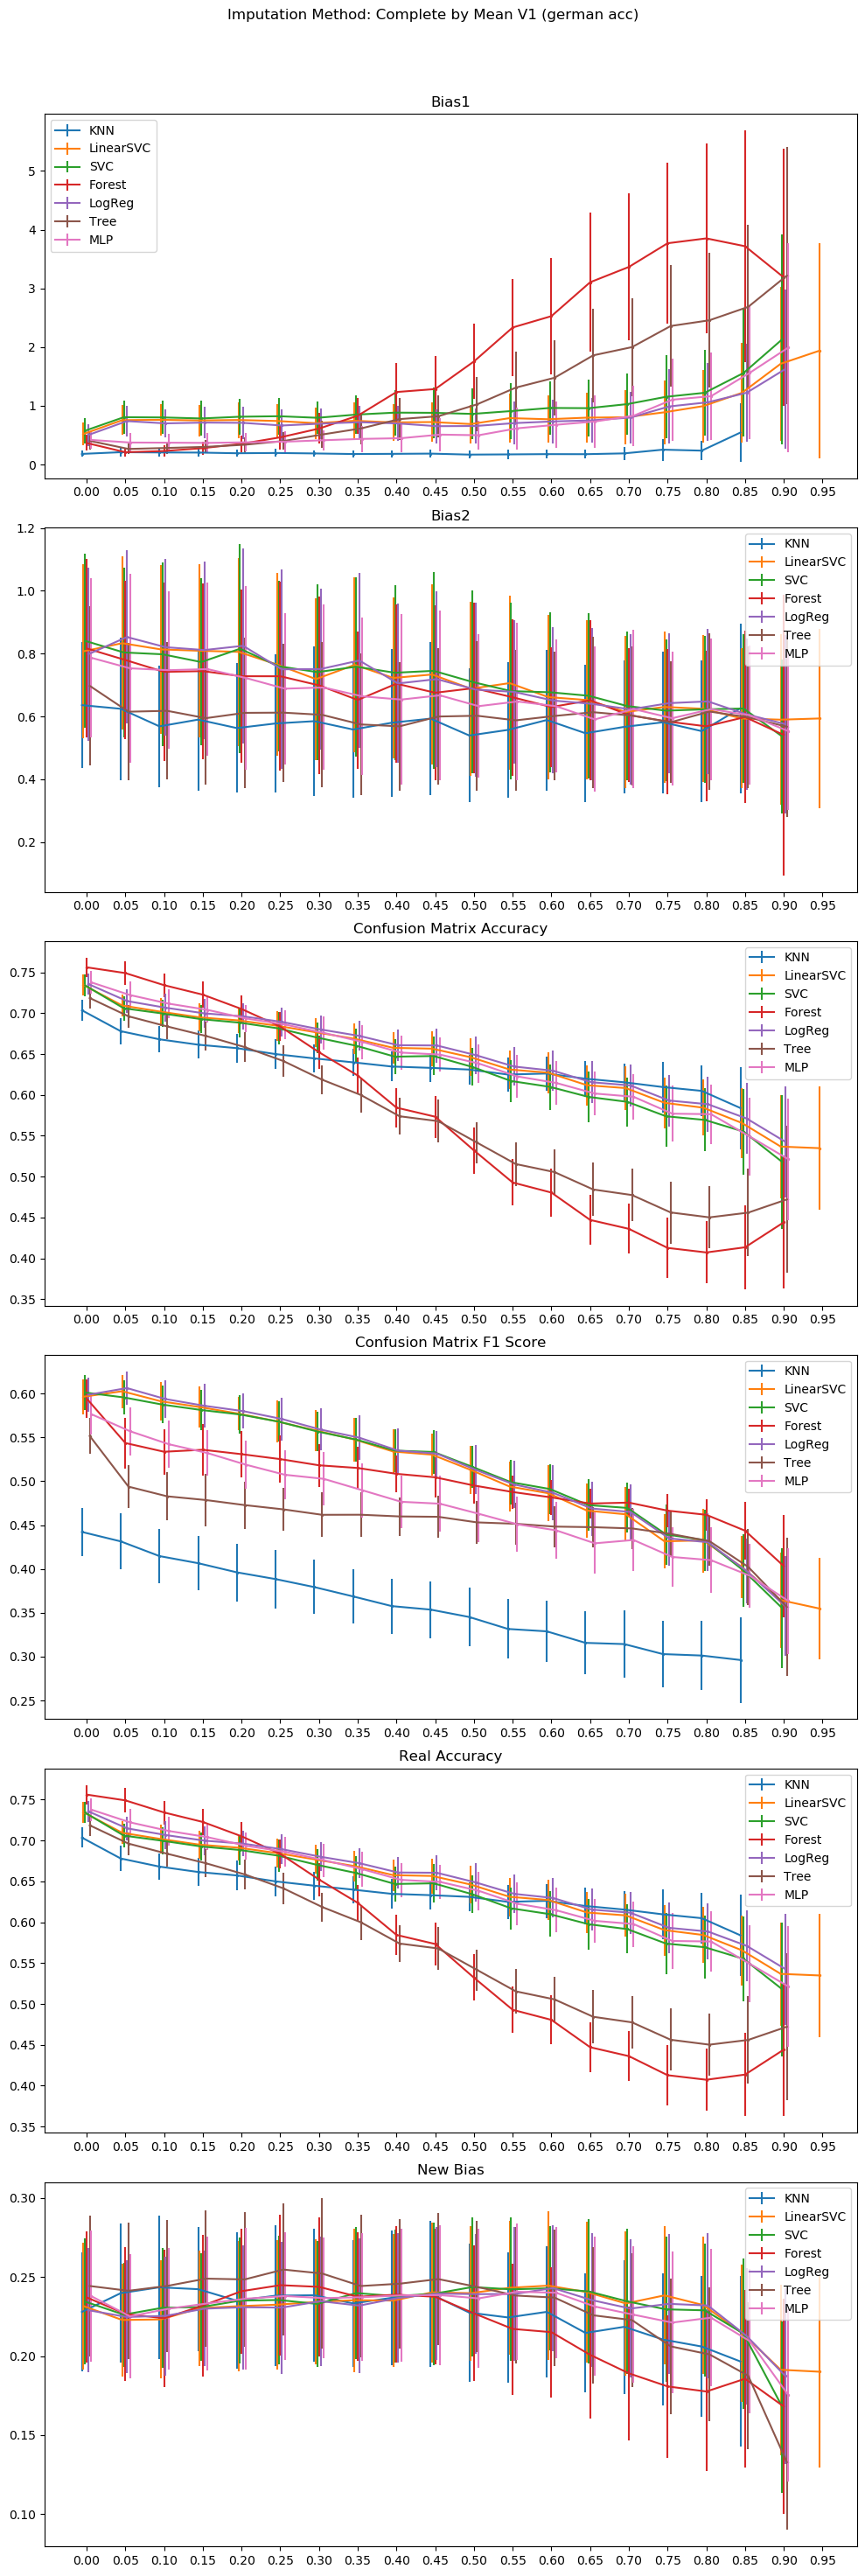 Imputation Method: Complete by Mean V1 (german acc)
Bias1
KNN
LinearSVC
SVC
Forest
LogReg
Tree
MLP
5
4
3
2
1
0
0.00 0.05 0.10 0.15 0.20 0.25 0.30 0.35 0.40 0.45 0.50 0.55 0.60 0.65 0.70 0.75 0.80 0.85 0.90 0.95
Bias2
KNN
LinearSVC
SVC
Forest
LogReg
Tree
MLP
1.2
1.0
0.8
0.6
0.4
0.2
0.00 0.05 0.10 0.15 0.20 0.25 0.30 0.35 0.40 0.45 0.50 0.55 0.60 0.65 0.70 0.75 0.80 0.85 0.90 0.95
Confusion Matrix Accuracy
KNN
LinearSVC
SVC
Forest
LogReg
Tree
MLP
0.75
0.70
0.65
0.60
0.55
0.50
0.45
0.40
0.35
0.00 0.05 0.10 0.15 0.20 0.25 0.30 0.35 0.40 0.45 0.50 0.55 0.60 0.65 0.70 0.75 0.80 0.85 0.90 0.95
Confusion Matrix F1 Score
KNN
LinearSVC
SVC
Forest
LogReg
Tree
MLP
0.60
0.55
0.50
0.45
0.40
0.35
0.30
0.25
0.00 0.05 0.10 0.15 0.20 0.25 0.30 0.35 0.40 0.45 0.50 0.55 0.60 0.65 0.70 0.75 0.80 0.85 0.90 0.95
Real Accuracy
KNN
LinearSVC
SVC
Forest
LogReg
Tree
MLP
0.75
0.70
0.65
0.60
0.55
0.50
0.45
0.40
0.35
0.00 0.05 0.10 0.15 0.20 0.25 0.30 0.35 0.40 0.45 0.50 0.55 0.60 0.65 0.70 0.75 0.80 0.85 0.90 0.95
New Bias
KNN
LinearSVC
SVC
Forest
LogReg
Tree
MLP
0.30
0.25
0.20
0.15
0.10
0.00 0.05 0.10 0.15 0.20 0.25 0.30 0.35 0.40 0.45 0.50 0.55 0.60 0.65 0.70 0.75 0.80 0.85 0.90 0.95